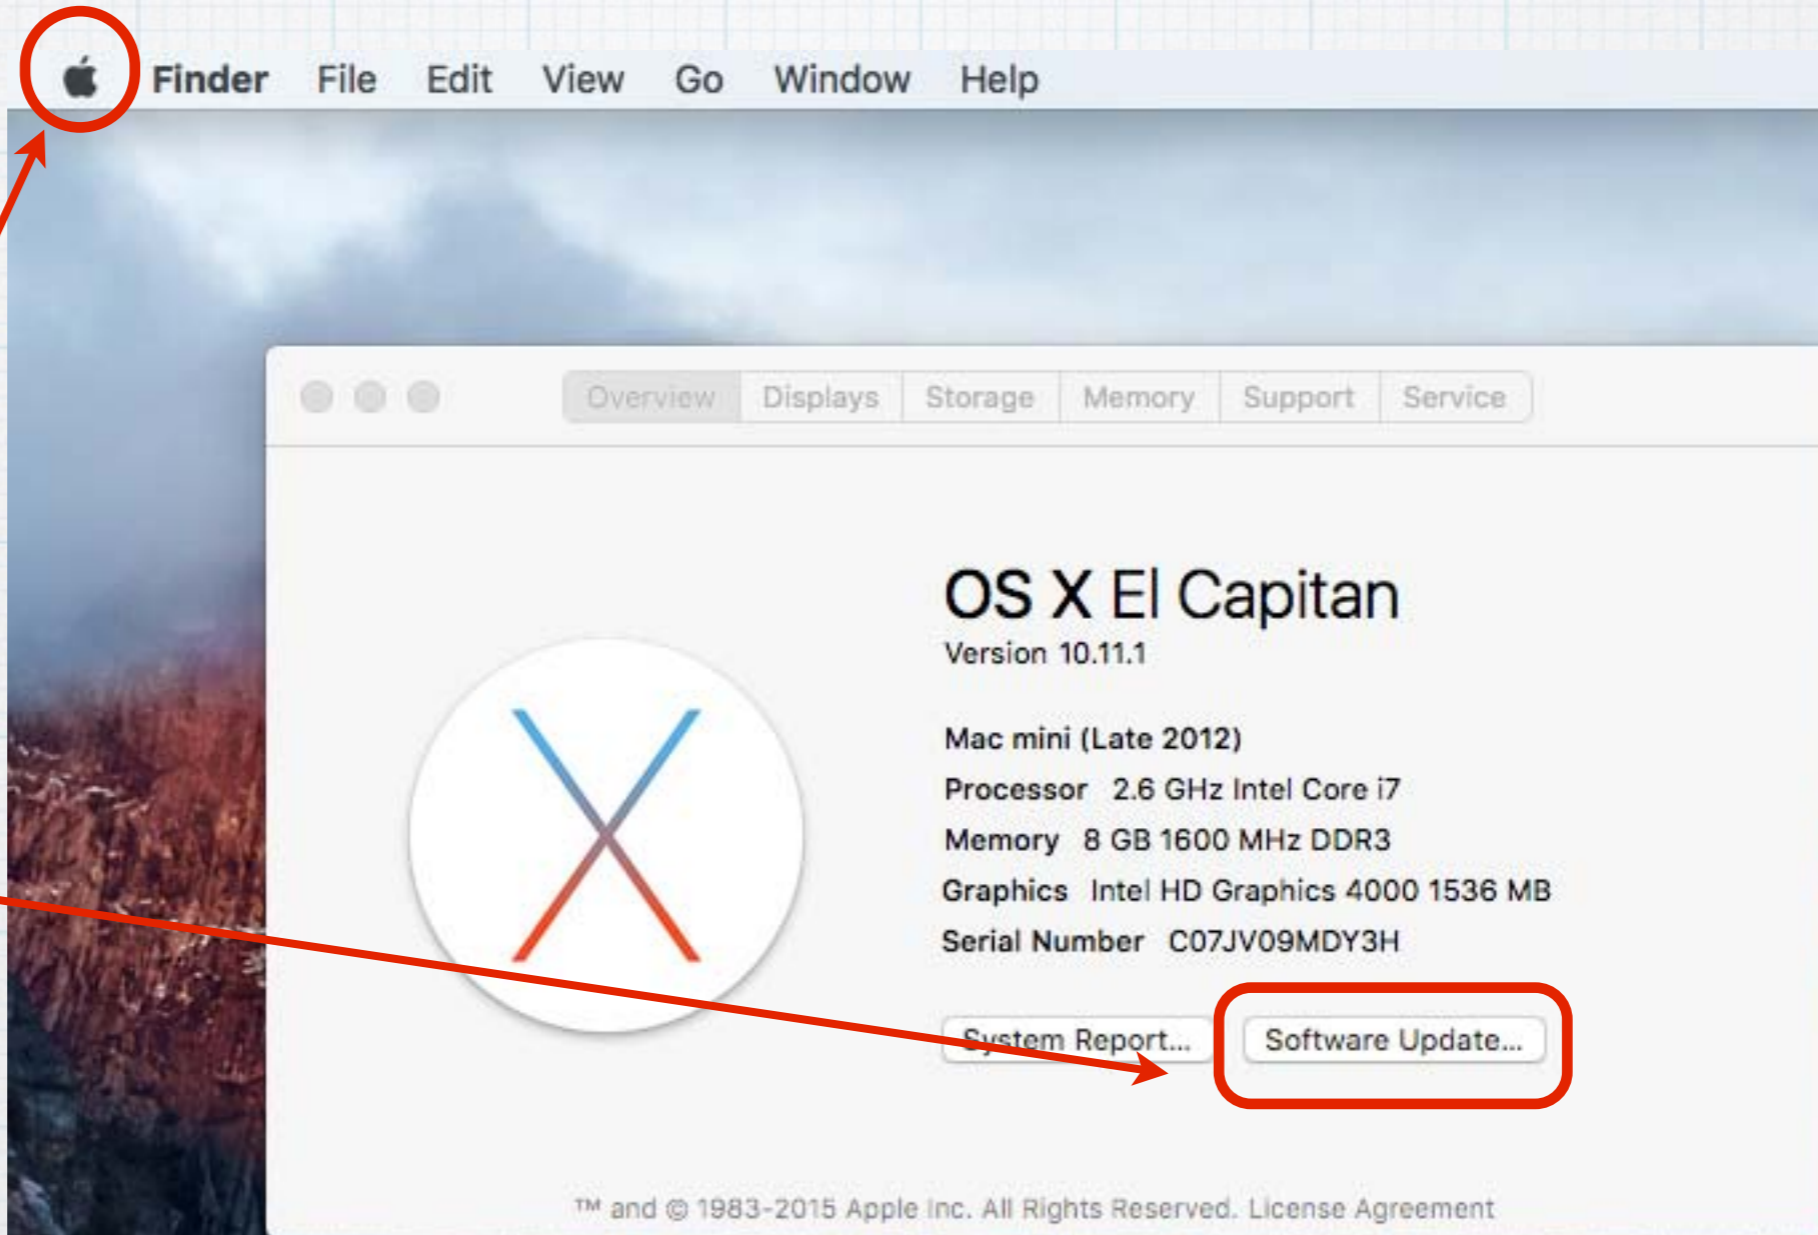 Finder File Edit View Go Window Help
Overview Displays Storage Memory Support Service
OS X El Capitan
Version 10.11.1
Mac mini (Late 2012)
Processor 2.6 GHz Intel Core i7
Memory 8 GB 1600 MHz DDR3
Graphics Intel HD Graphics 4000 1536 MB
Serial Number C07JV09MDY3H
System Report... Software Update...
™ and © 1983-2015 Apple Inc. All Rights Reserved. License Agreement